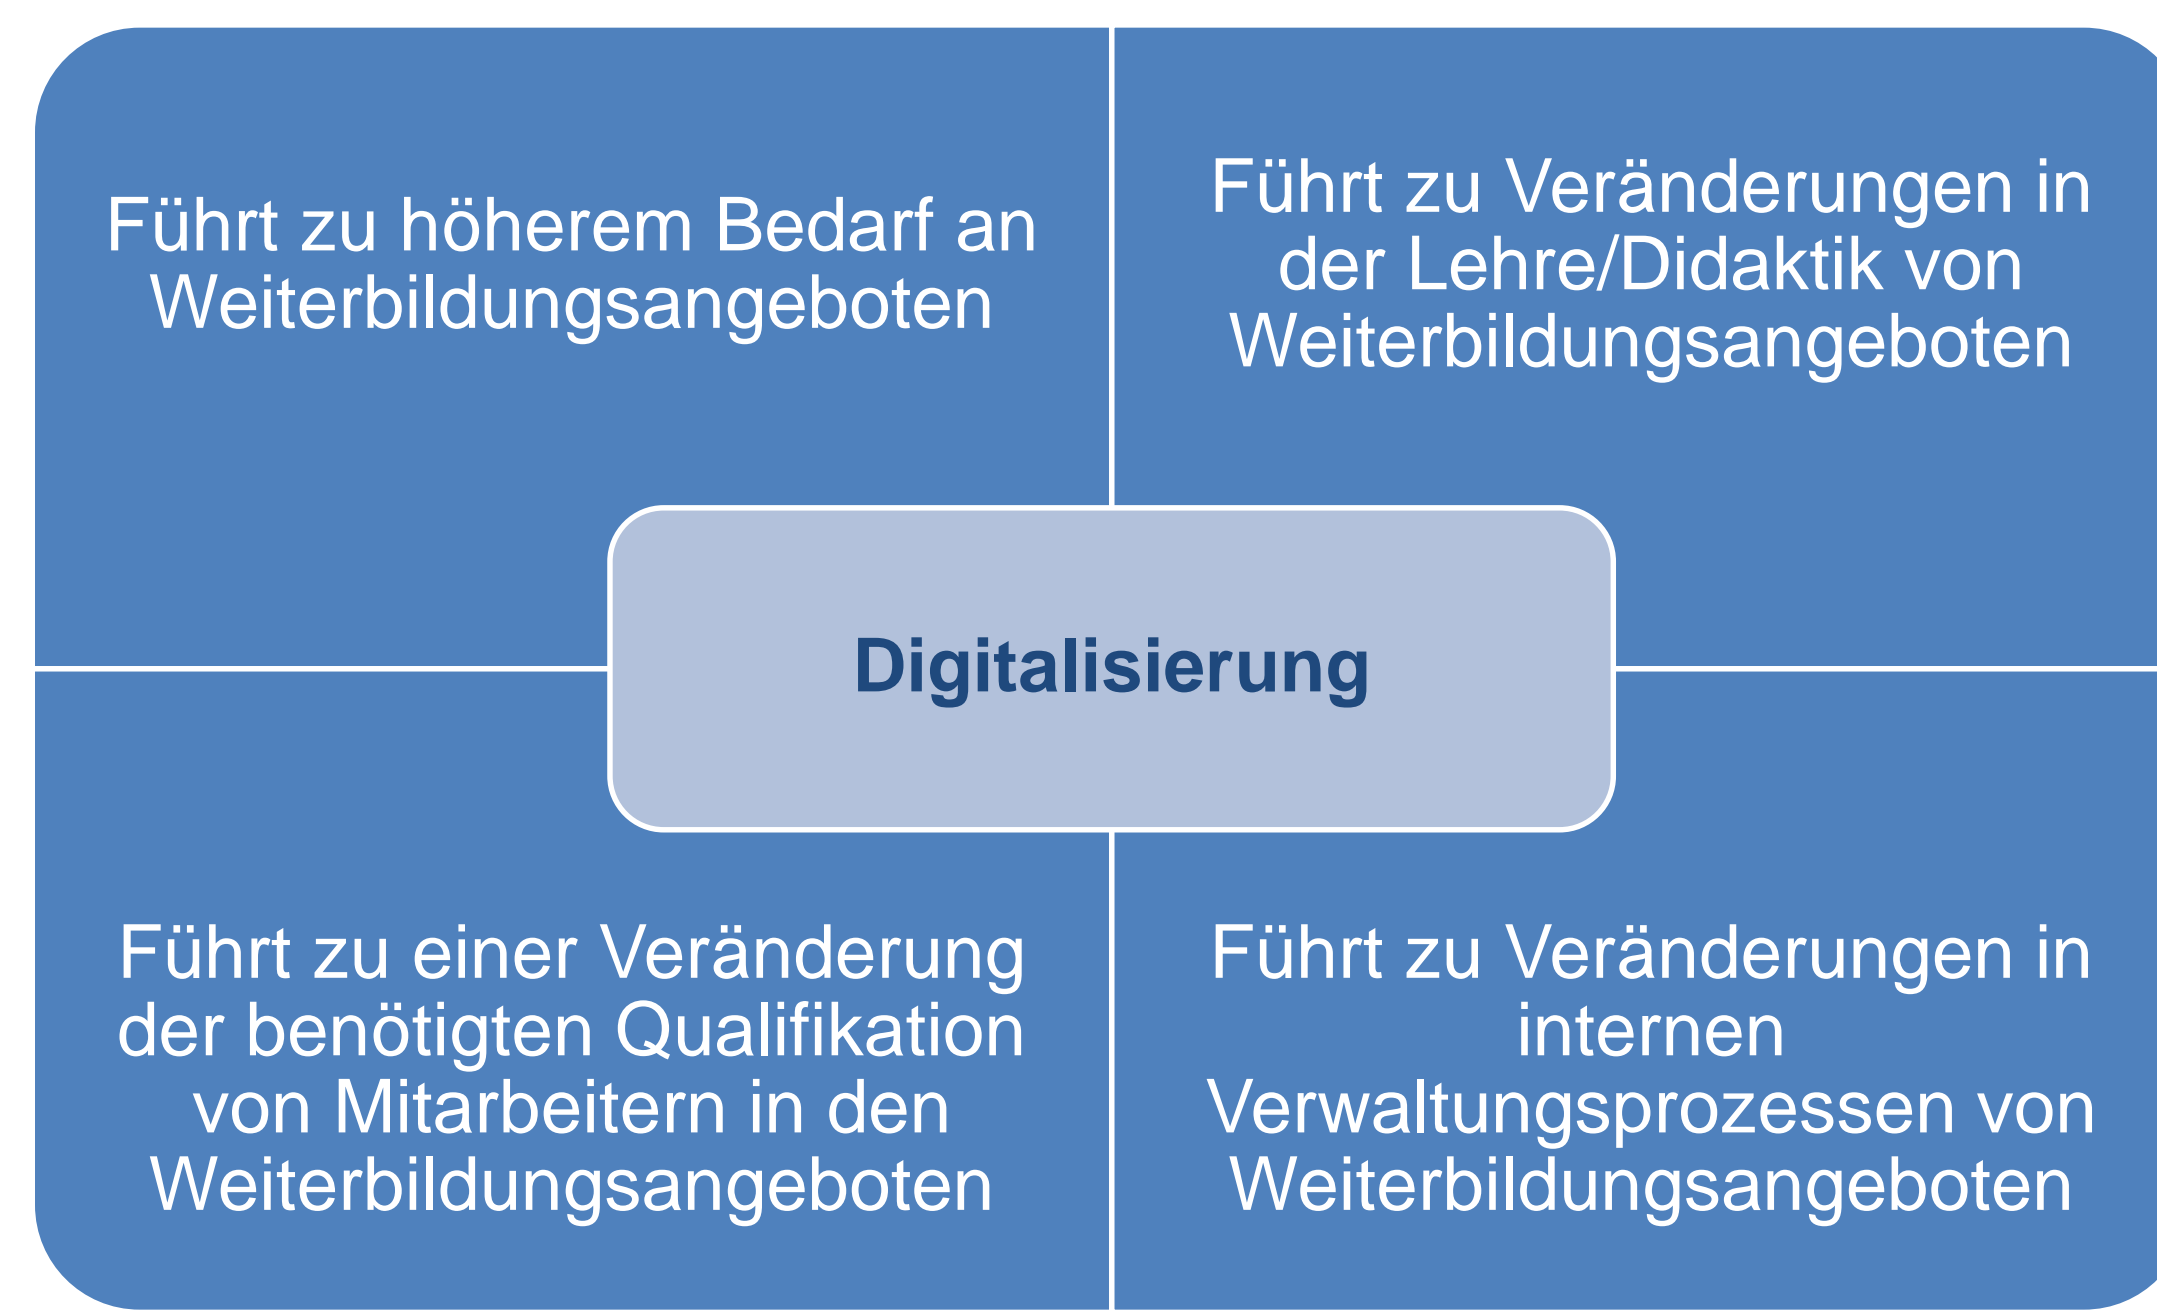 Führt zu höherem Bedarf an
Weiterbildungsangeboten
Führt zu Veränderungen in
der Lehre/Didaktik von
Weiterbildungsangeboten
Digitalisierung
Führt zu einer Veränderung
der benötigten Qualifikation
von Mitarbeitern in den
Weiterbildungsangeboten
Führt zu Veränderungen in
internen
Verwaltungsprozessen von
Weiterbildungsangeboten